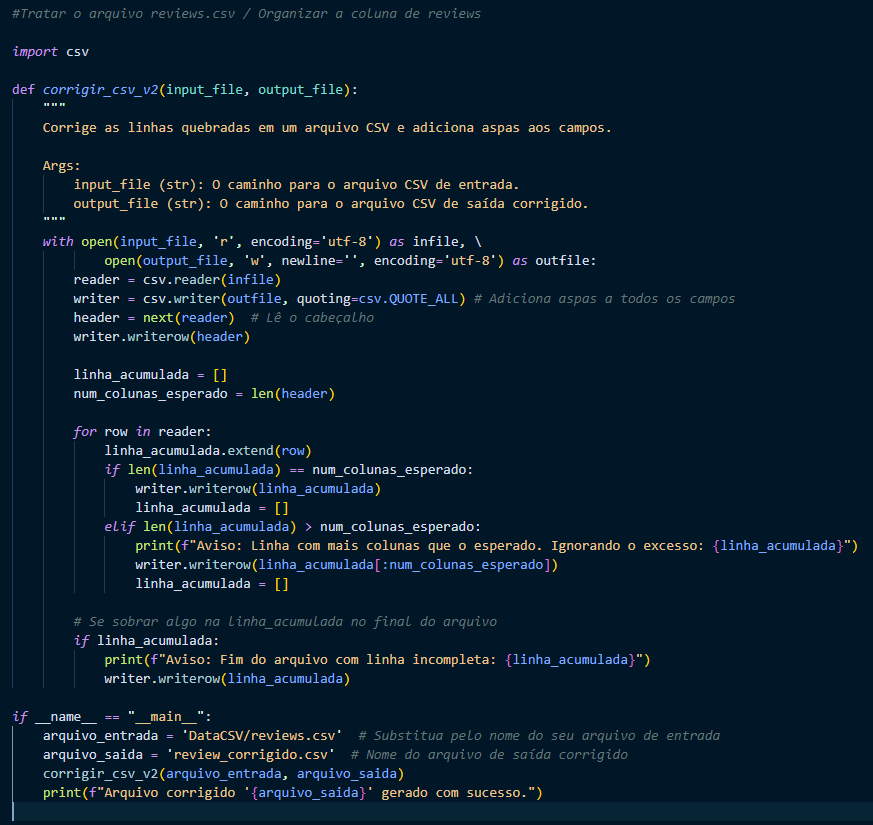 #Tratar o arquivo reviews.csv / Organizar a coluna de reviews
import csv
def corrigir_csv_v2(input_file, output_file):
"""
Corrige as linhas quebradas em um arquivo CSV e adiciona aspas aos campos.
Args:
input_file (str): O caminho para o arquivo CSV de entrada.
output_file (str): O caminho para o arquivo CSV de saída corrigido.
"""
with open(input_file, 'r', encoding='utf-8') as infile, \
open(output_file, 'w', newline='', encoding='utf-8') as outfile:
reader = csv.reader(infile)
writer = csv.writer(outfile, quoting=csv.QUOTE_ALL) # Adiciona aspas a todos os campos
header = next(reader)  # Lê o cabeçalho
writer.writerow(header)
linha_acumulada = []
num_colunas_esperado = len(header)
for row in reader:
linha_acumulada.extend(row)
if len(linha_acumulada) == num_colunas_esperado:
writer.writerow(linha_acumulada)
linha_acumulada = []
elif len(linha_acumulada) > num_colunas_esperado:
print(f"Aviso: Linha com mais colunas que o esperado. Ignorando o excesso: {linha_acumulada}")
writer.writerow(linha_acumulada[:num_colunas_esperado])
linha_acumulada = []
# Se sobrar algo na linha_acumulada no final do arquivo
if linha_acumulada:
print(f"Aviso: Fim do arquivo com linha incompleta: {linha_acumulada}")
writer.writerow(linha_acumulada)
if __name__ == "__main__":
arquivo_entrada = 'DataCSV/reviews.csv'  # Substitua pelo nome do seu arquivo de entrada
arquivo_saida = 'review_corrigido.csv'  # Nome do arquivo de saída corrigido
corrigir_csv_v2(arquivo_entrada, arquivo_saida)
print(f"Arquivo corrigido '{arquivo_saida}' gerado com sucesso.")